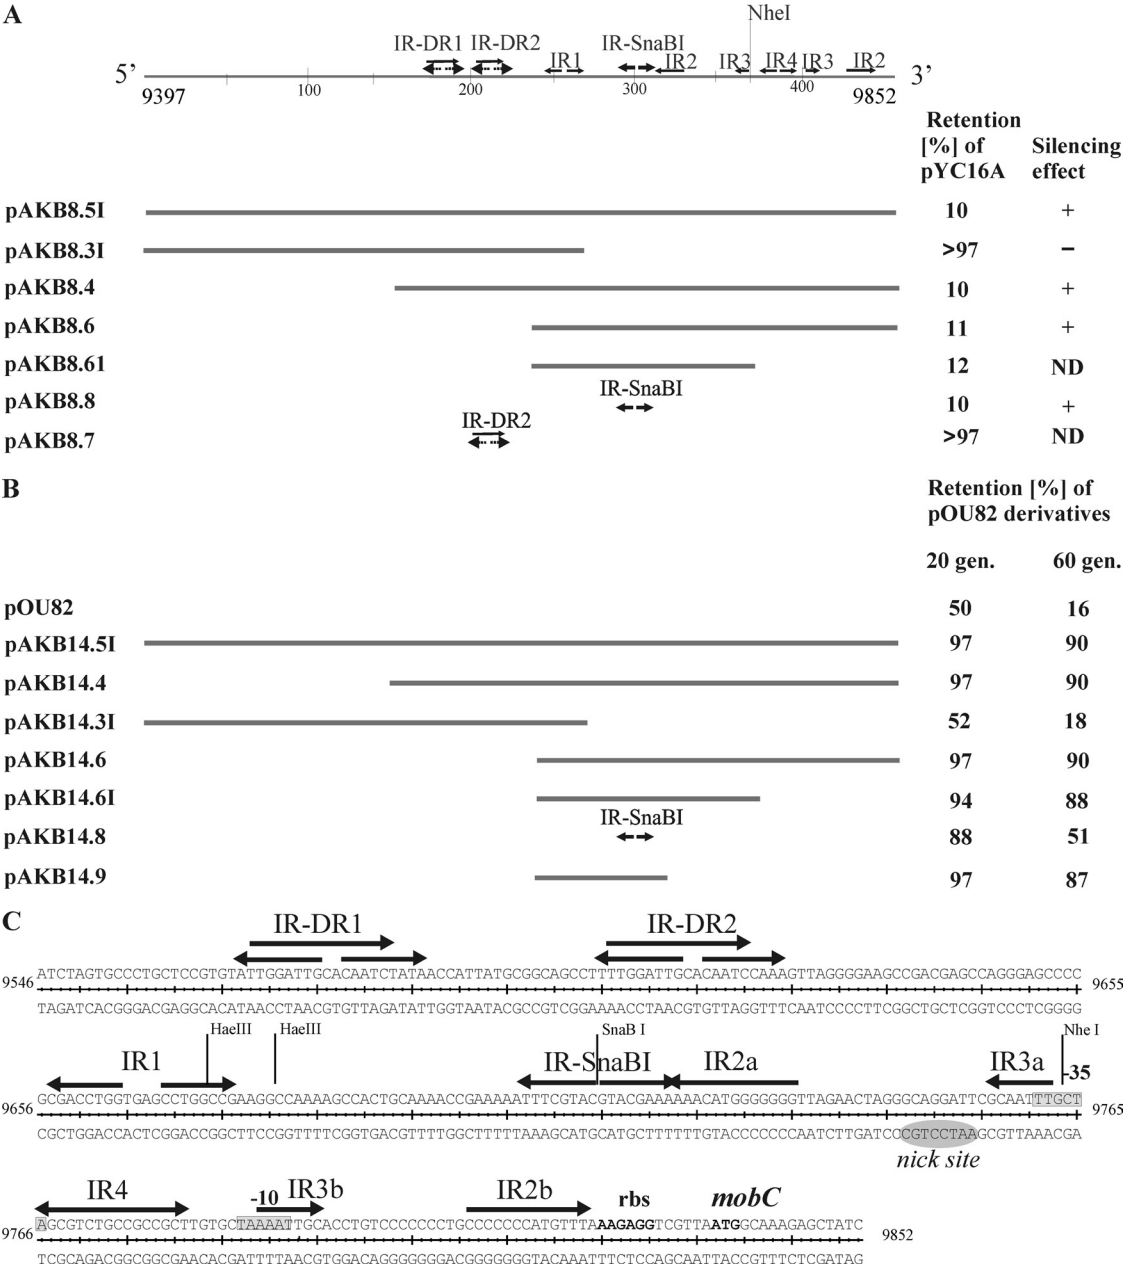 A
NheI
IR-DR1 IR-DR2 IR1 IR-SnaBI IR2 IR3 IR4 IR3 IR2
5’ 3’
9397 100 200 300 400 9852
Retention [%] of pYC16A
Silencing effect
pAKB8.5I 10 +
pAKB8.3I >97 −
pAKB8.4 10 +
pAKB8.6 11 +
pAKB8.61 12 ND
IR-SnaBI
pAKB8.8 10 +
IR-DR2
pAKB8.7 >97 ND
B
Retention [%] of
pOU82 derivatives
20 gen. 60 gen.
pOU82 50 16
pAKB14.5I 97 90
pAKB14.4 97 90
pAKB14.3I 52 18
pAKB14.6 97 90
pAKB14.6I 94 88
IR-SnaBI
pAKB14.8 88 51
pAKB14.9 97 87
C
IR-DR1 IR-DR2
ATCTAGTGCCCTGCTCCGTGTATTGGATTGCACAATCTATAACCATTATGCGGCAGCCTTTTGGATTGCACAATCCAAAGTTAGGGGAAGCCGACGAGCCAGGGAGCCCC
9546 9655
TAGATCACGGGACGAGGCACATAACCTAACGTGTTAGATATTGGTAATACGCCGTCGGAAAACCTAACGTGTTAGGTTTCAATCCCCTTCGGCTGCTCGGTCCCTCGGGG
HaeIII HaeIII SnaB I Nhe I
IR1 IR-SnaBI IR2a IR3a -35
GCGACCTGGTGAGCCTGGCCGAAGGCCAAAAGCCACTGCAAAACCGAAAAATTTCGTACGTACGAAAAAACATGGGGGGGTTAGAACTAGGGCAGGATTCGCAATTTGCT
9656 9765
CGCTGGACCACTCGGACCGGCTTCCGGTTTTCGGTGACGTTTTGGCTTTTTAAAGCATGCATGCTTTTTTGTACCCCCCCAATCTTGATCCCGTCCTAAGCGTTAAACGA
nick site
IR4 -10 IR3b IR2b rbs mobC
AGCGTCTGCCGCCGCTTGTGCTAAAATTGCACCTGTCCCCCCCTGCCCCCCCATGTTTAAAGAGGTCGTTAATGGCAAAGAGCTATC
9766 9852
TCGCAGACGGCGGCGAACACGATTTTAACGTGGACAGGGGGGGACGGGGGGGTACAAATTTCTCCAGCAATTACCGTTTCTCGATAG